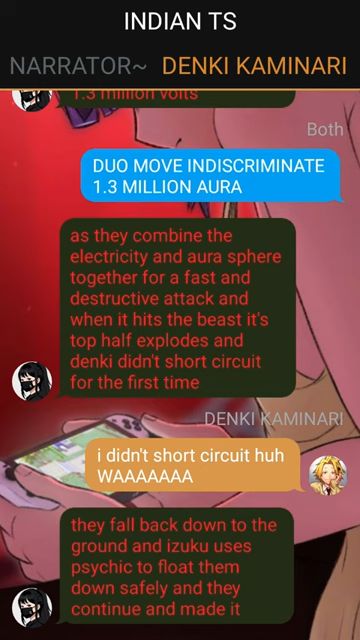 INDIAN TS
NARRATOR~ DENKI KAMINARI
1.3 million volts
Both
DUO MOVE INDISCRIMINATE
1.3 MILLION AURA
as they combine the
electricity and aura sphere
together for a fast and
destructive attack and
when it hits the beast it's
top half explodes and
denki didn't short circuit
for the first time
DENKI KAMINARI
i didn't short circuit huh
WAAAAAAA
they fall back down to the
ground and izuku uses
psychic to float them
down safely and they
continue and made it